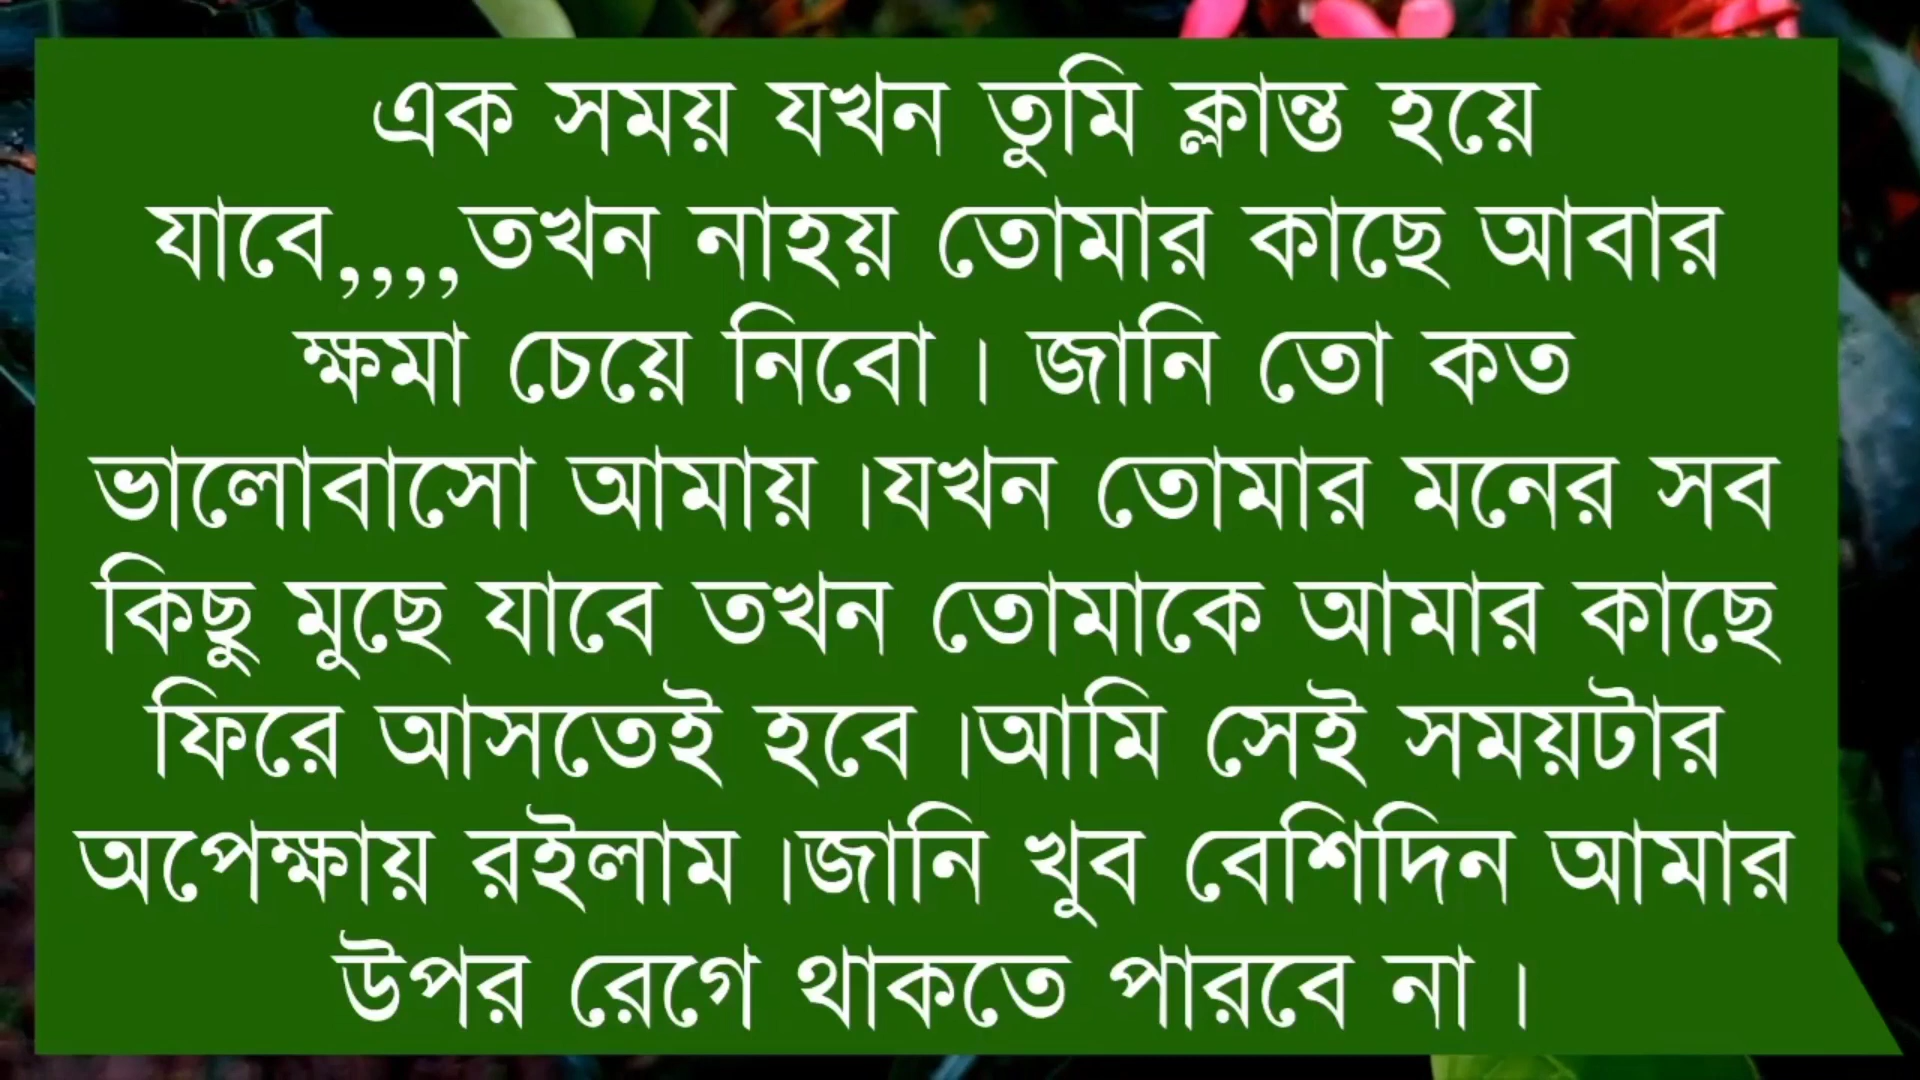 এক সময় যখন তুমি ক্লান্ত হয়ে
যাবে,,,,তখন নাহয় তোমার কাছে আবার
ক্ষমা চেয়ে নিবো । জানি তো কত
ভালোবাসো আমায় ।যখন তোমার মনের সব
কিছু মুছে যাবে তখন তোমাকে আমার কাছে
ফিরে আসতেই হবে ।আমি সেই সময়টার
অপেক্ষায় রইলাম ।জানি খুব বেশিদিন আমার
উপর রেগে থাকতে পারবে না ।